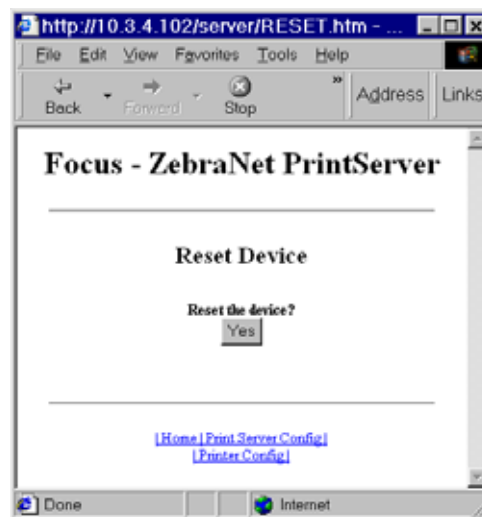 http://10.3.4.102/server/RESET.htm - ...
File Edit View Favorites Tools Help
Back Forward Stop » Address Links
Focus - ZebraNet PrintServer
Reset Device
Reset the device?
Yes
| Home | Print Server Config |
| Printer Config |
Done Internet